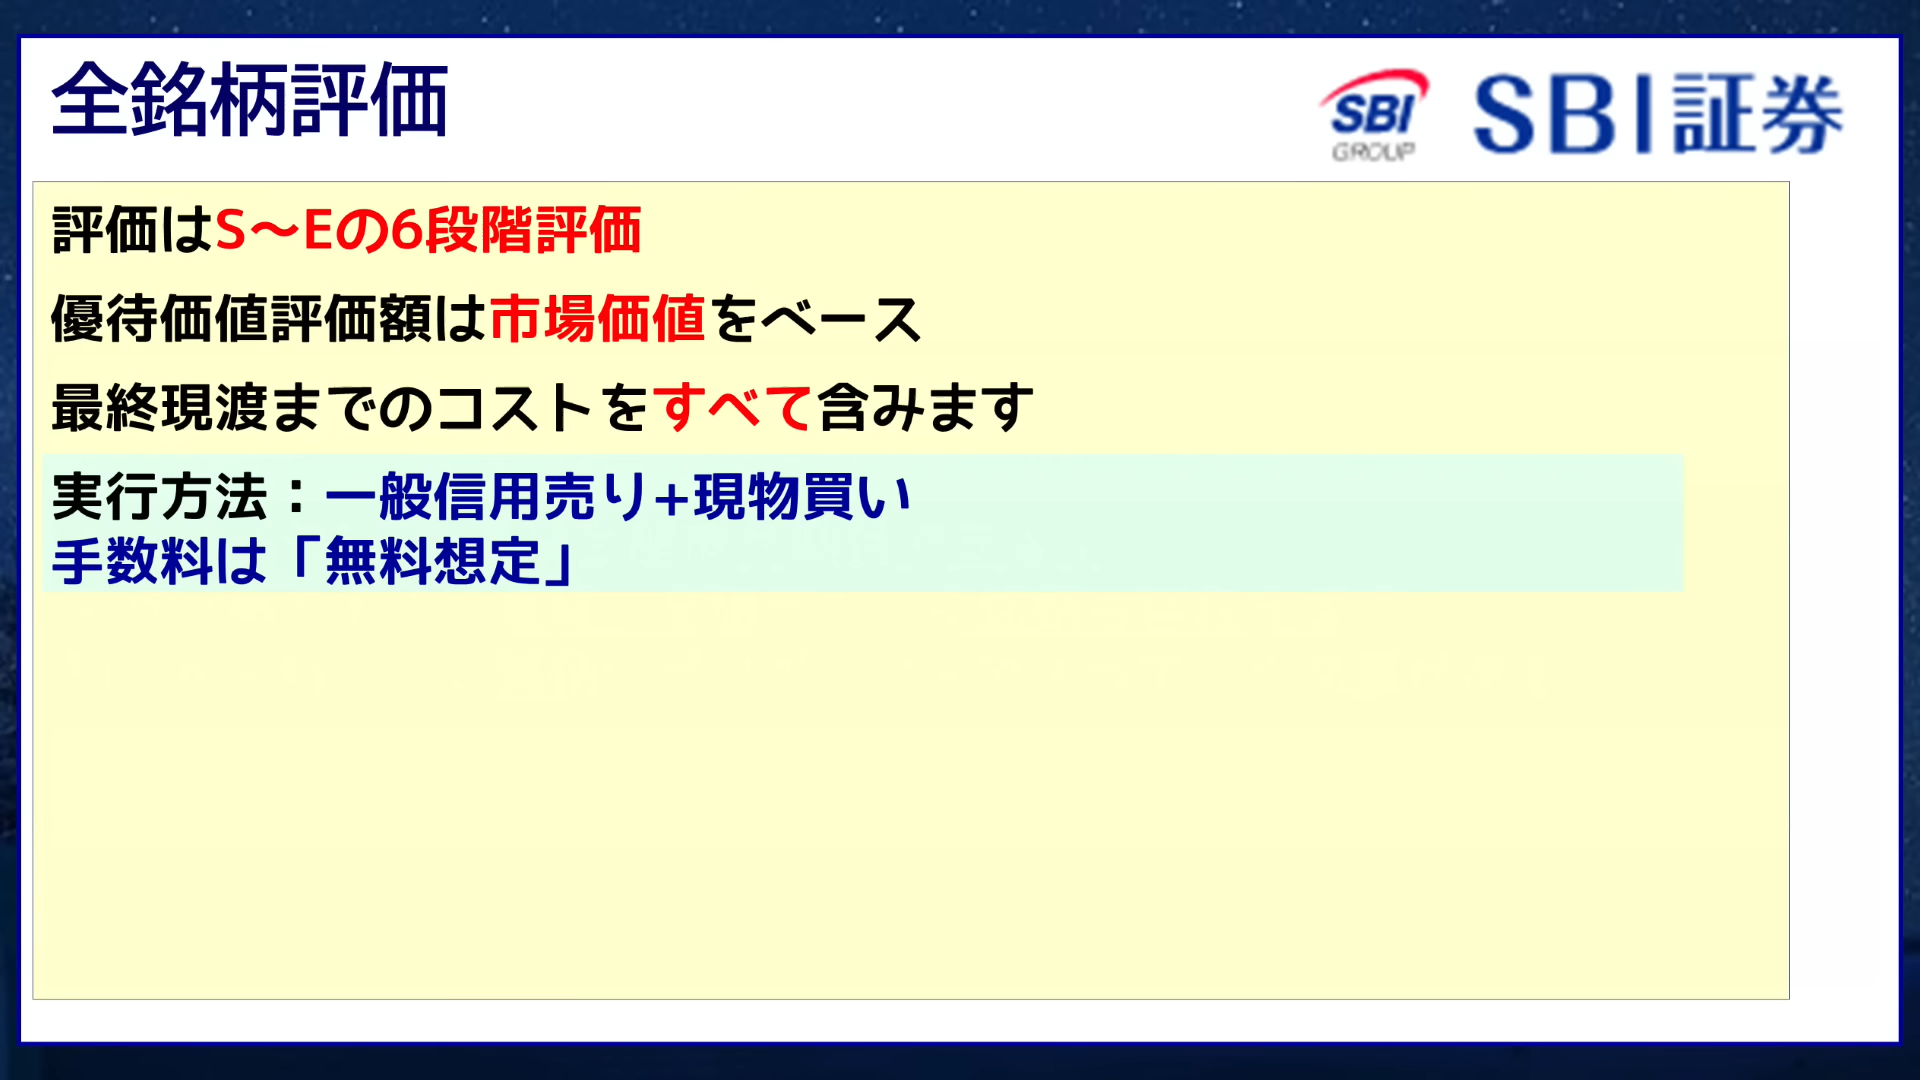 全銘柄評価
SBI
GROUP
SBI証券
評価はS～Eの6段階評価
優待価値評価額は市場価値をベース
最終現渡までのコストをすべて含みます
実行方法：一般信用売り+現物買い
手数料は「無料想定」